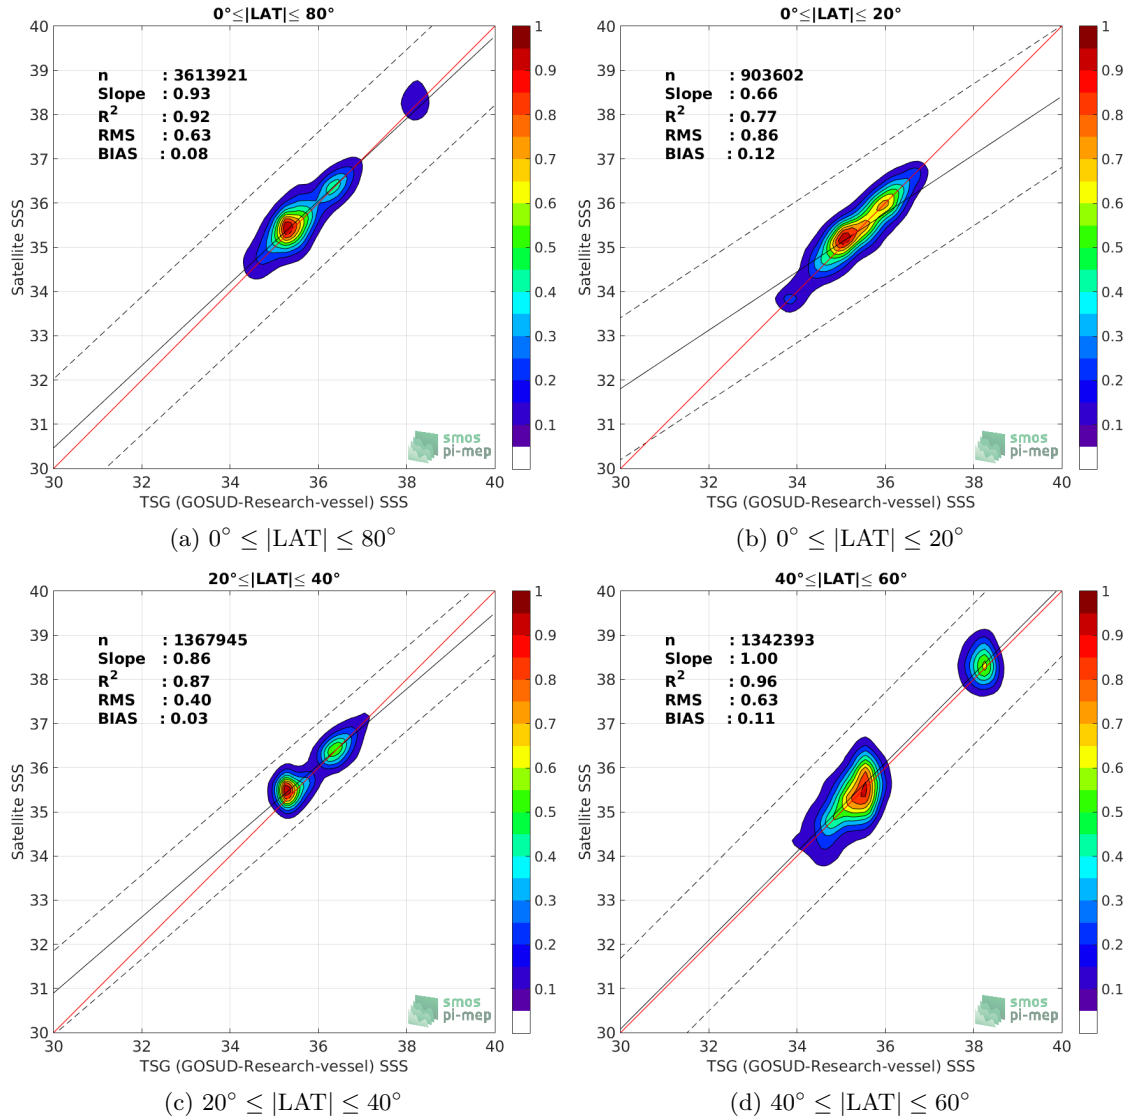 0°≤|LAT|≤ 80°
n : 3613921
Slope : 0.93
R² : 0.92
RMS : 0.63
BIAS : 0.08
40
39
38
37
36
35
34
33
32
31
30
30 32 34 36 38 40
Satellite SSS
TSG (GOSUD-Research-vessel) SSS
1
0.9
0.8
0.7
0.6
0.5
0.4
0.3
0.2
0.1
smos
pi-mep
(a) 0° ≤ |LAT| ≤ 80°
0°≤|LAT|≤ 20°
n : 903602
Slope : 0.66
R² : 0.77
RMS : 0.86
BIAS : 0.12
40
39
38
37
36
35
34
33
32
31
30
30 32 34 36 38 40
Satellite SSS
TSG (GOSUD-Research-vessel) SSS
1
0.9
0.8
0.7
0.6
0.5
0.4
0.3
0.2
0.1
smos
pi-mep
(b) 0° ≤ |LAT| ≤ 20°
20°≤|LAT|≤ 40°
n : 1367945
Slope : 0.86
R² : 0.87
RMS : 0.40
BIAS : 0.03
40
39
38
37
36
35
34
33
32
31
30
30 32 34 36 38 40
Satellite SSS
TSG (GOSUD-Research-vessel) SSS
1
0.9
0.8
0.7
0.6
0.5
0.4
0.3
0.2
0.1
smos
pi-mep
(c) 20° ≤ |LAT| ≤ 40°
40°≤|LAT|≤ 60°
n : 1342393
Slope : 1.00
R² : 0.96
RMS : 0.63
BIAS : 0.11
40
39
38
37
36
35
34
33
32
31
30
30 32 34 36 38 40
Satellite SSS
TSG (GOSUD-Research-vessel) SSS
1
0.9
0.8
0.7
0.6
0.5
0.4
0.3
0.2
0.1
smos
pi-mep
(d) 40° ≤ |LAT| ≤ 60°